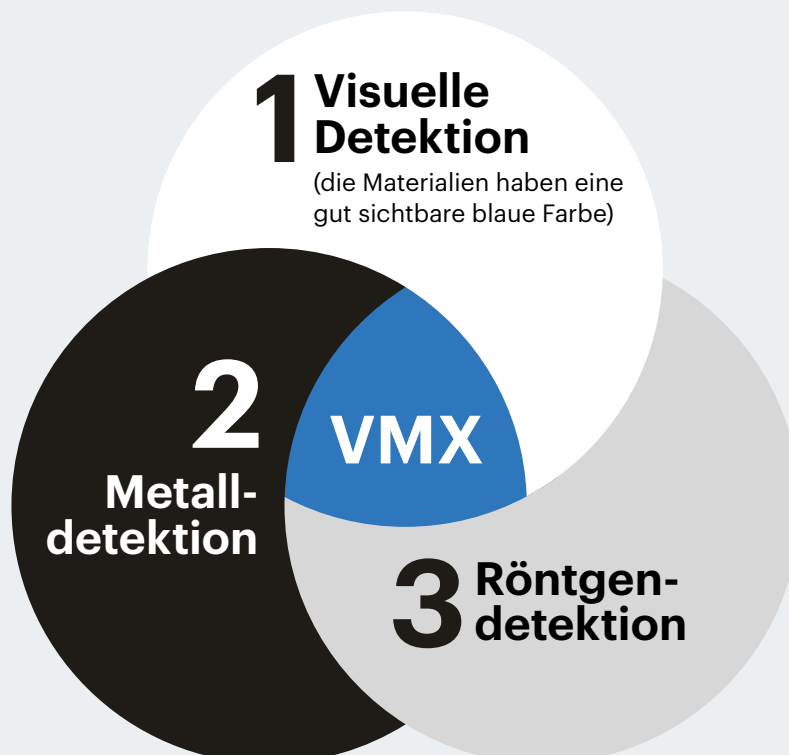 1 Visuelle
Detektion
(die Materialien haben eine
gut sichtbare blaue Farbe)
2
Metall-
detektion
VMX
3 Röntgen-
detektion